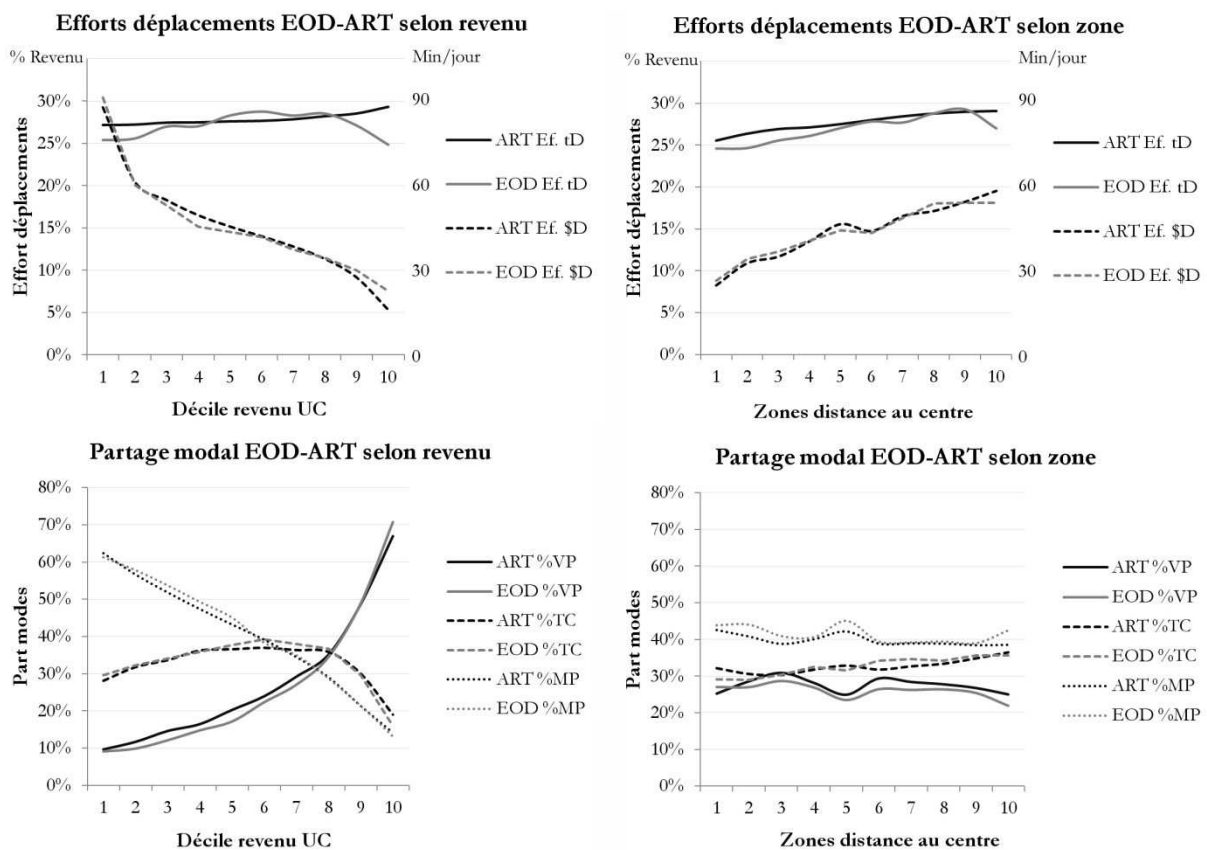 Efforts déplacements EOD-ART selon revenu
% Revenu
Min/jour
Effort déplacements
30%
25%
20%
15%
10%
5%
0%
90
60
30
0
1 2 3 4 5 6 7 8 9 10
Décile revenu UC
ART Ef. tD
EOD Ef. tD
ART Ef. $D
EOD Ef. $D
Efforts déplacements EOD-ART selon zone
% Revenu
Min/jour
Effort déplacements
30%
25%
20%
15%
10%
5%
0%
90
60
30
0
1 2 3 4 5 6 7 8 9 10
Zones distance au centre
ART Ef. tD
EOD Ef. tD
ART Ef. $D
EOD Ef. $D
Partage modal EOD-ART selon revenu
Part modes
80%
70%
60%
50%
40%
30%
20%
10%
0%
1 2 3 4 5 6 7 8 9 10
Décile revenu UC
ART %VP
EOD %VP
ART %TC
EOD %TC
ART %MP
EOD %MP
Partage modal EOD-ART selon zone
Part modes
80%
70%
60%
50%
40%
30%
20%
10%
0%
1 2 3 4 5 6 7 8 9 10
Zones distance au centre
ART %VP
EOD %VP
ART %TC
EOD %TC
ART %MP
EOD %MP